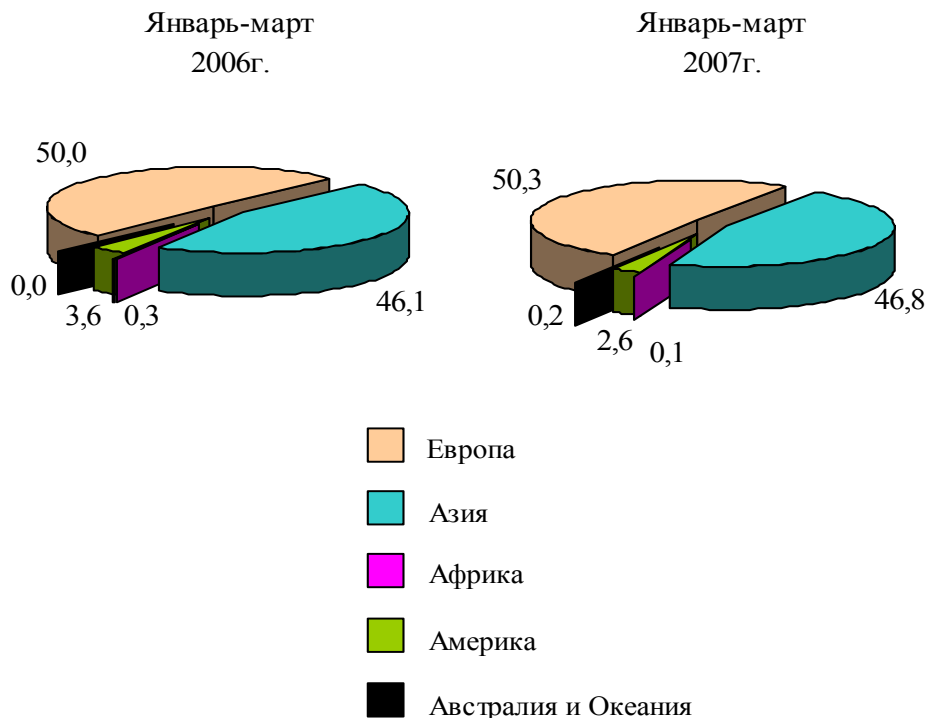 Январь-март
2006г.
Январь-март
2007г.
50,0
0,0
3,6
0,3
46,1
50,3
0,2
2,6
0,1
46,8
Европа
Азия
Африка
Америка
Австралия и Океания